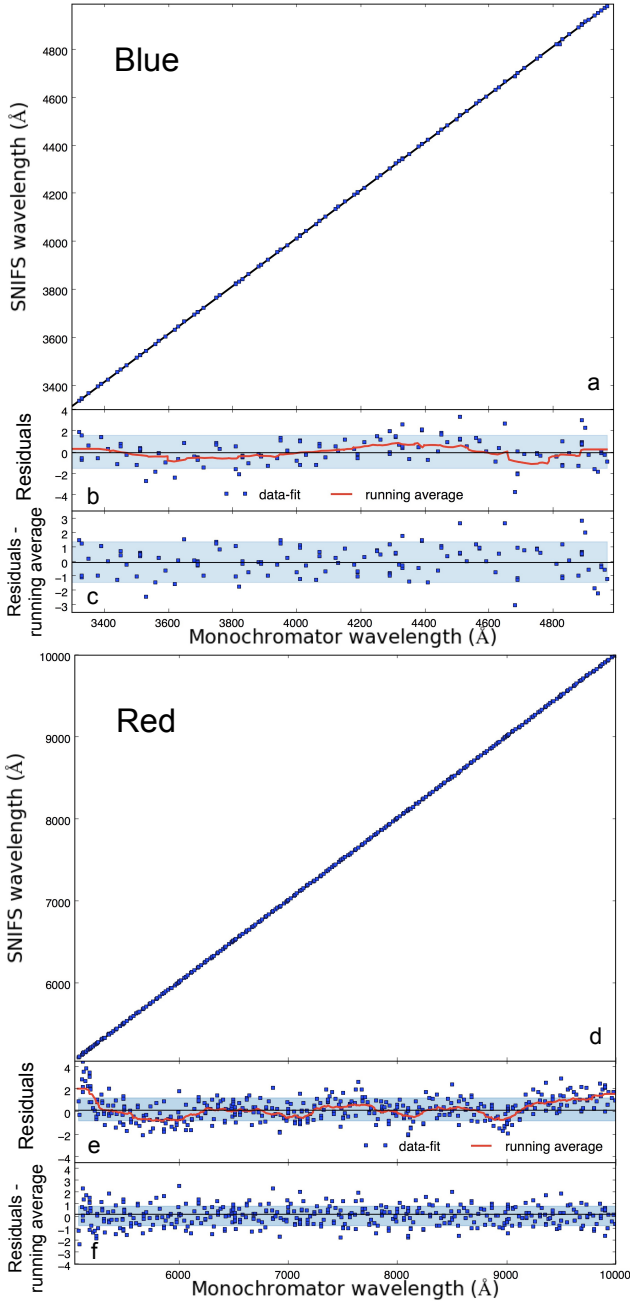 Blue
SNIFS wavelength (Å)
4800
4600
4400
4200
4000
3800
3600
3400
a
Residuals
4
2
0
−2
−4
b
data-fit
running average
Residuals -
running average
3
2
1
0
−1
−2
−3
c
3400 3600 3800 4000 4200 4400 4600 4800
Monochromator wavelength (Å)
Red
SNIFS wavelength (Å)
10000
9000
8000
7000
6000
d
Residuals
4
2
0
−2
−4
e
data-fit
running average
Residuals -
running average
4
3
2
1
0
−1
−2
−3
−4
f
6000 7000 8000 9000 10000
Monochromator wavelength (Å)